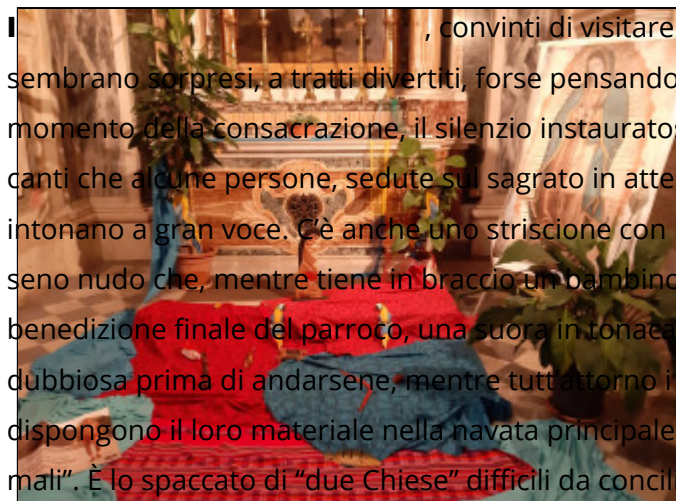 , convinti di visitare
sembrano sorpresi, a tratti divertiti, forse pensando
momento della consacrazione, il silenzio
canti che alcune persone, sedute sul sagrato in
intonano a gran voce. C'è anche uno striscione con
seno nudo che, mentre tiene in braccio un bambino
benedizione finale del parroco, una suora in tonaca
dubbiosa prima di andarsene, mentre tutt'attorno i
dispongono il loro materiale nella navata principale
mali”. È lo spaccato di “due Chiese” difficili da